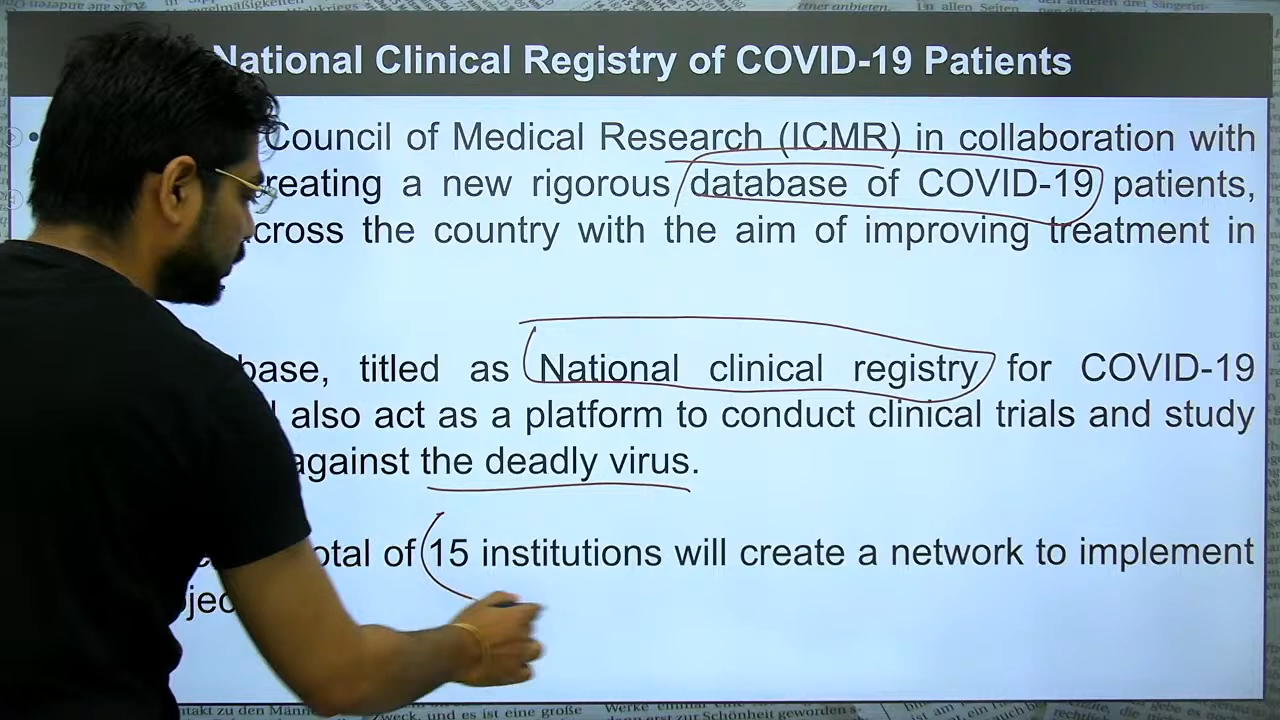 National Clinical Registry of COVID-19 Patients
Council of Medical Research (ICMR) in collaboration with
reating a new rigorous database of COVID-19 patients,
cross the country with the aim of improving treatment in
base, titled as National clinical registry for COVID-19
also act as a platform to conduct clinical trials and study
against the deadly virus.
otal of 15 institutions will create a network to implement
ojec